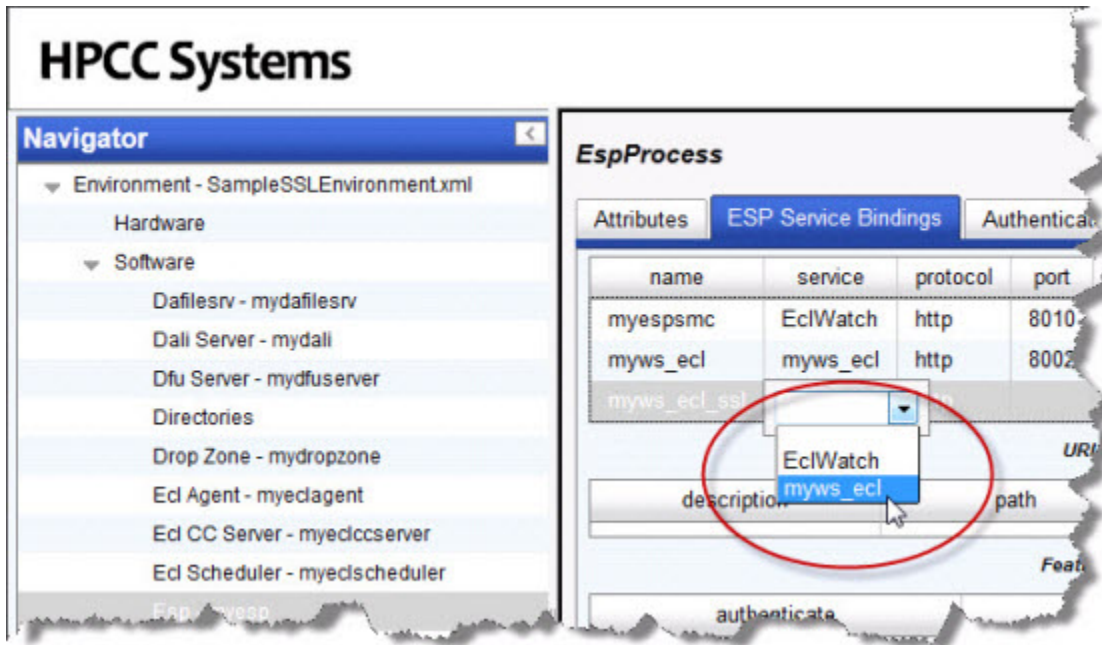 HPCC Systems
Navigator
Environment - SampleSSLEnvironment.xml
Hardware
Software
Dafilesrv - mydafilesrv
Dali Server - mydali
Dfu Server - mydfuserver
Directories
Drop Zone - mydropzone
Ecl Agent - myeclagent
Ecl CC Server - myeclccserver
Ecl Scheduler - myeclscheduler
Esp - myesp
EspProcess
Attributes ESP Service Bindings
name service protocol port
myespsmc EclWatch http 8010
myws_ecl myws_ecl http 8002
myws_ecl_ssl
EclWatch
myws_ecl
description path
authenticate